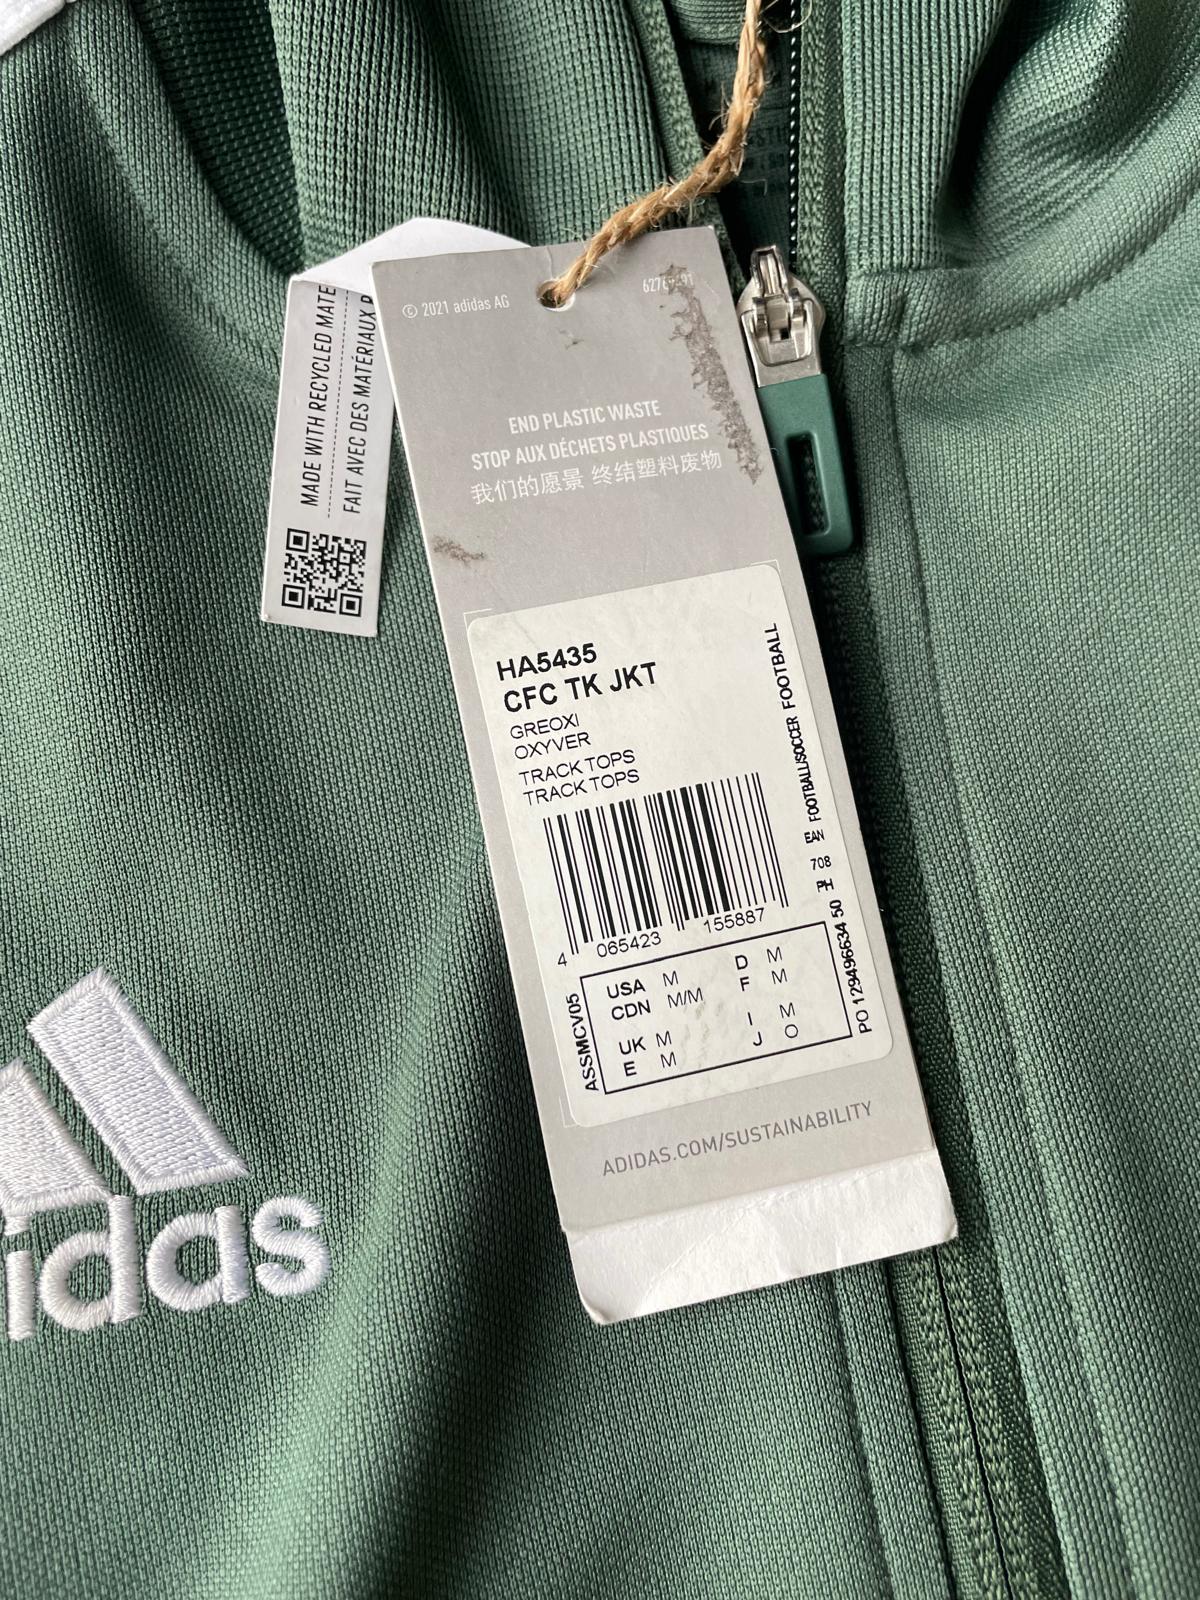 © 2021 adidas AG
END PLASTIC WASTE
STOP AUX DÉCHETS PLASTIQUES
我们的愿景 终结塑料废物
MADE WITH RECYCLED MATE
FAIT AVEC DES MATÉRIAUX R
HA5435
CFC TK JKT
GREOXI
OXYVER
TRACK TOPS
TRACK TOPS
4 065423 155887
EAN FOOTBALL/SOCCER FOOTBALL
PH 708
PO 129496634 50
ASSMCV05
USA M D M
CDN M/M F M
UK M I M
E M J O
ADIDAS.COM/SUSTAINABILITY
idas